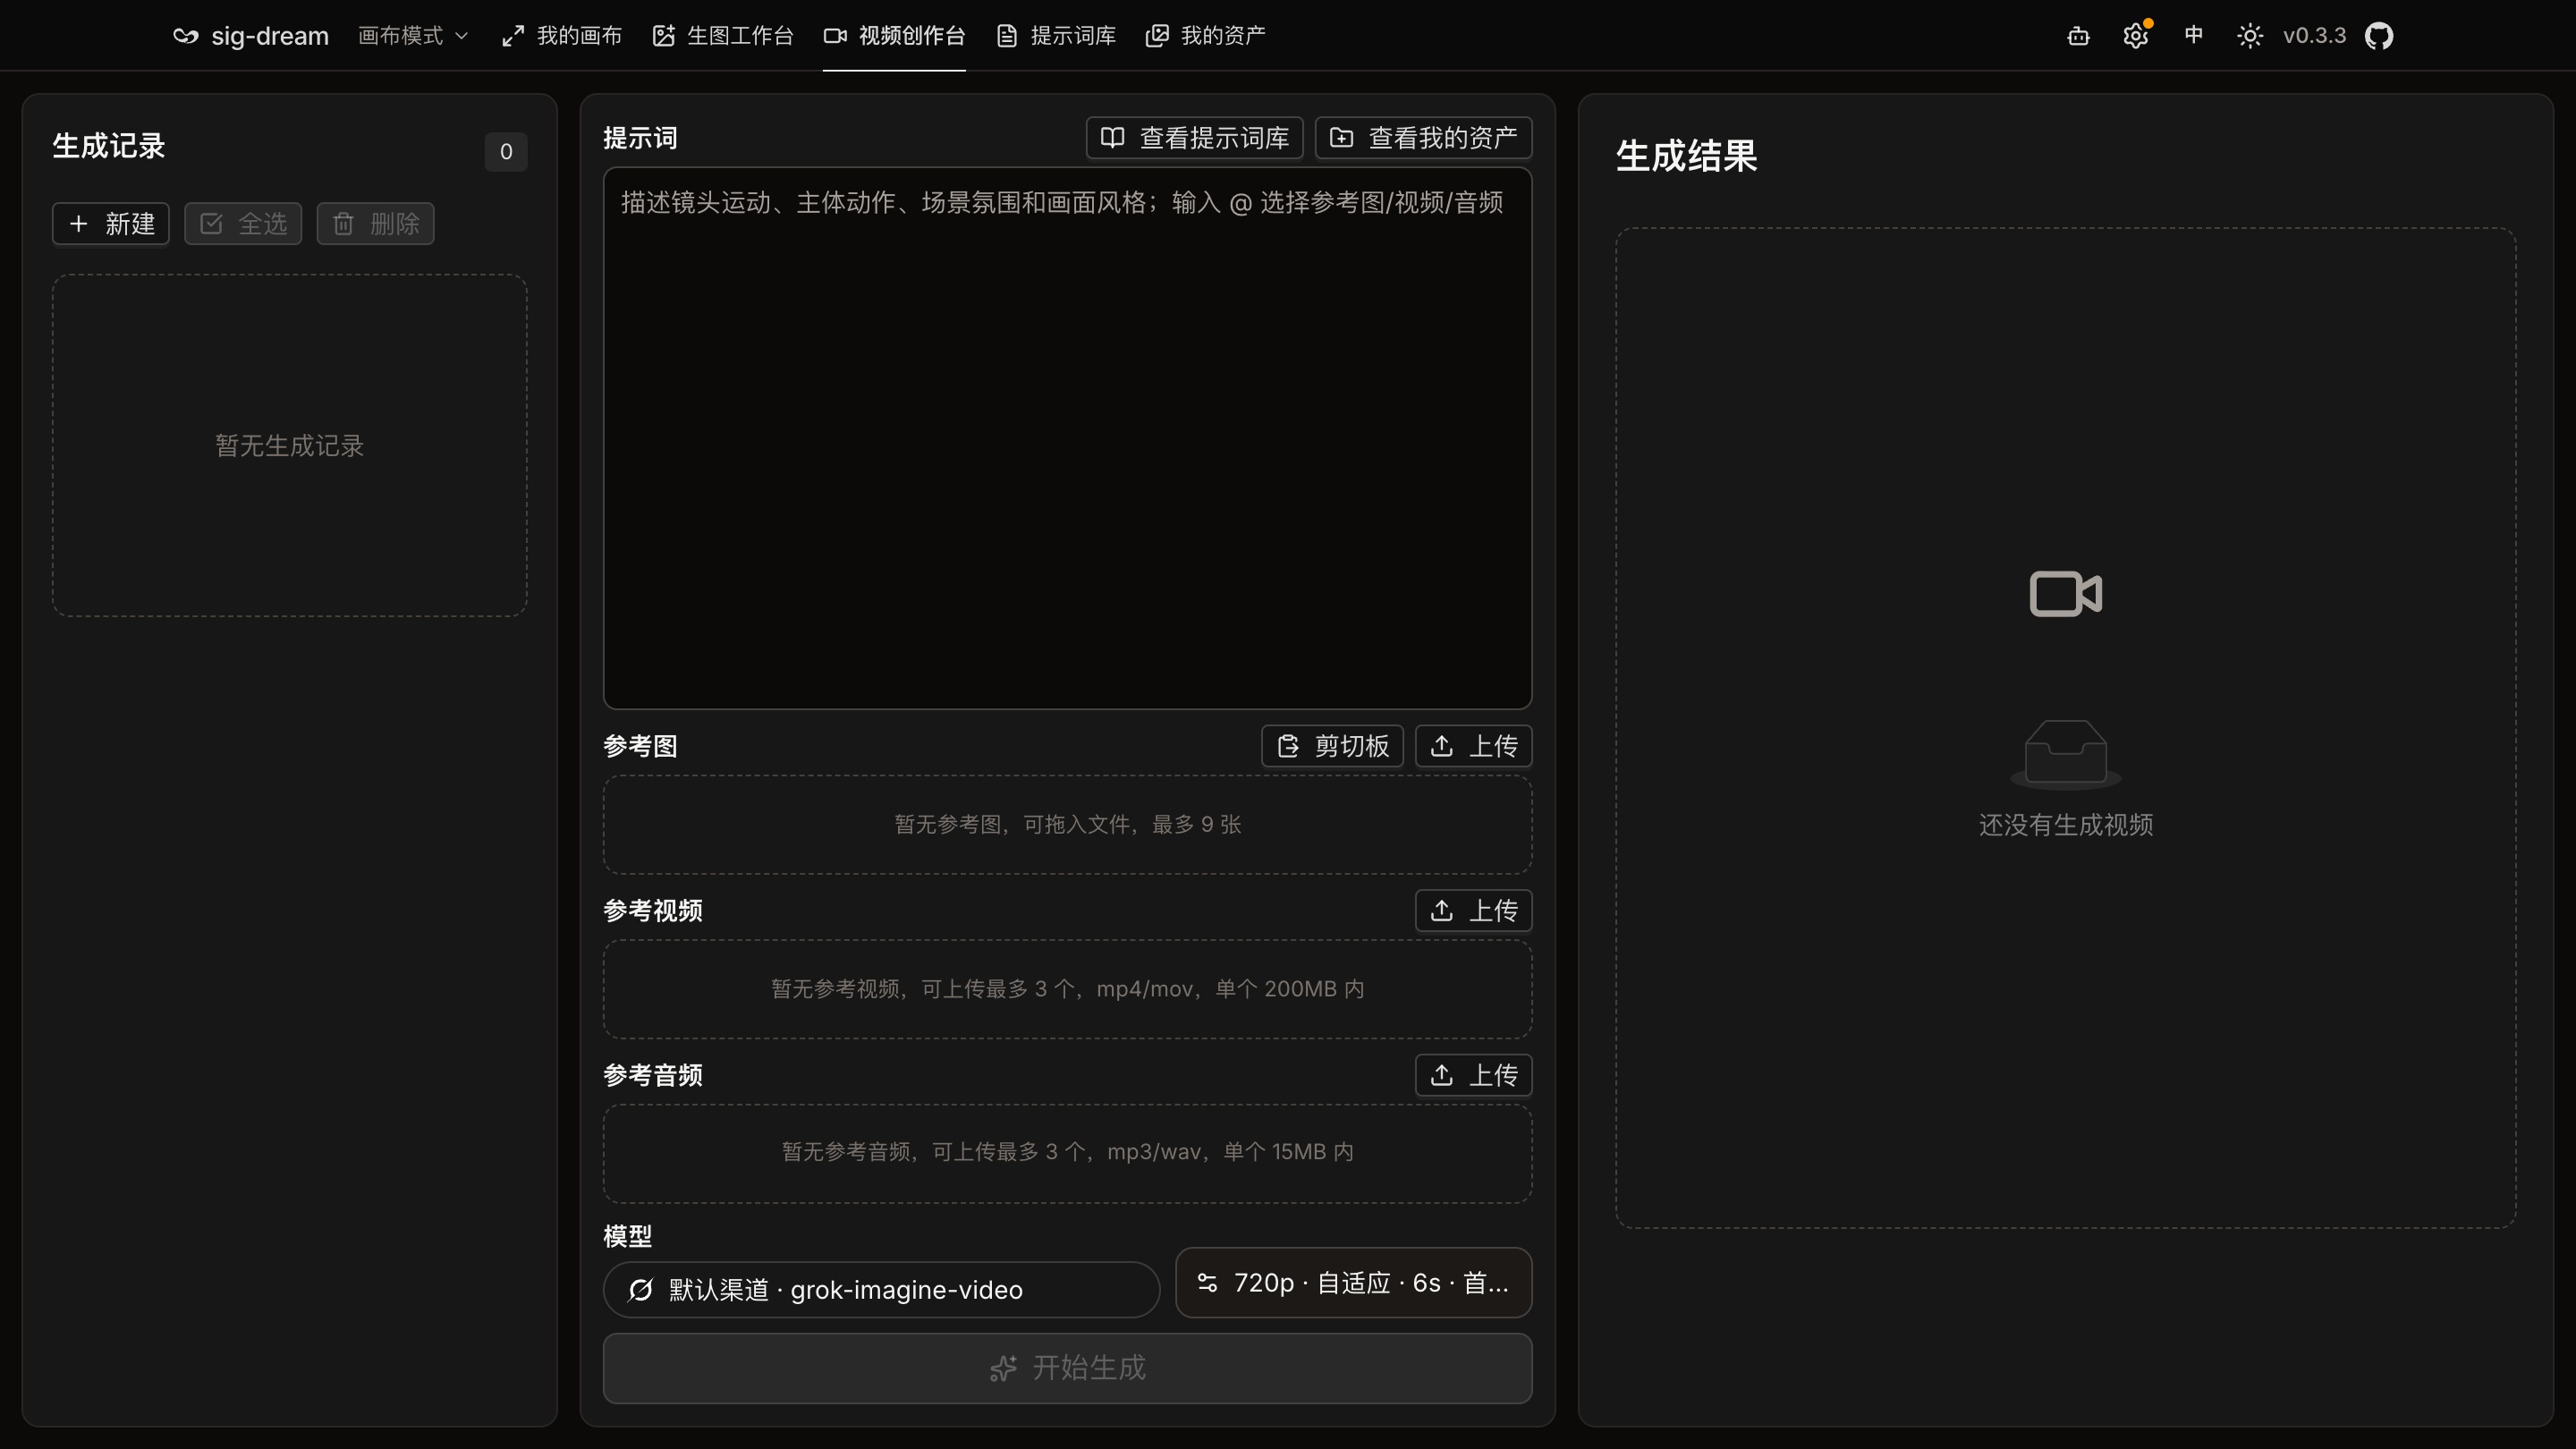 sig-dream 画布模式 我的画布 生图工作台 视频创作台 提示词库 我的资产 中 v0.3.3
生成记录
0
新建 全选 删除
暂无生成记录
提示词 查看提示词库 查看我的资产
描述镜头运动、主体动作、场景氛围和画面风格；输入 @ 选择参考图/视频/音频
参考图 剪切板 上传
暂无参考图，可拖入文件，最多 9 张
参考视频 上传
暂无参考视频，可上传最多 3 个，mp4/mov，单个 200MB 内
参考音频 上传
暂无参考音频，可上传最多 3 个，mp3/wav，单个 15MB 内
模型
默认渠道 · grok-imagine-video 720p · 自适应 · 6s · 首...
开始生成
生成结果
还没有生成视频